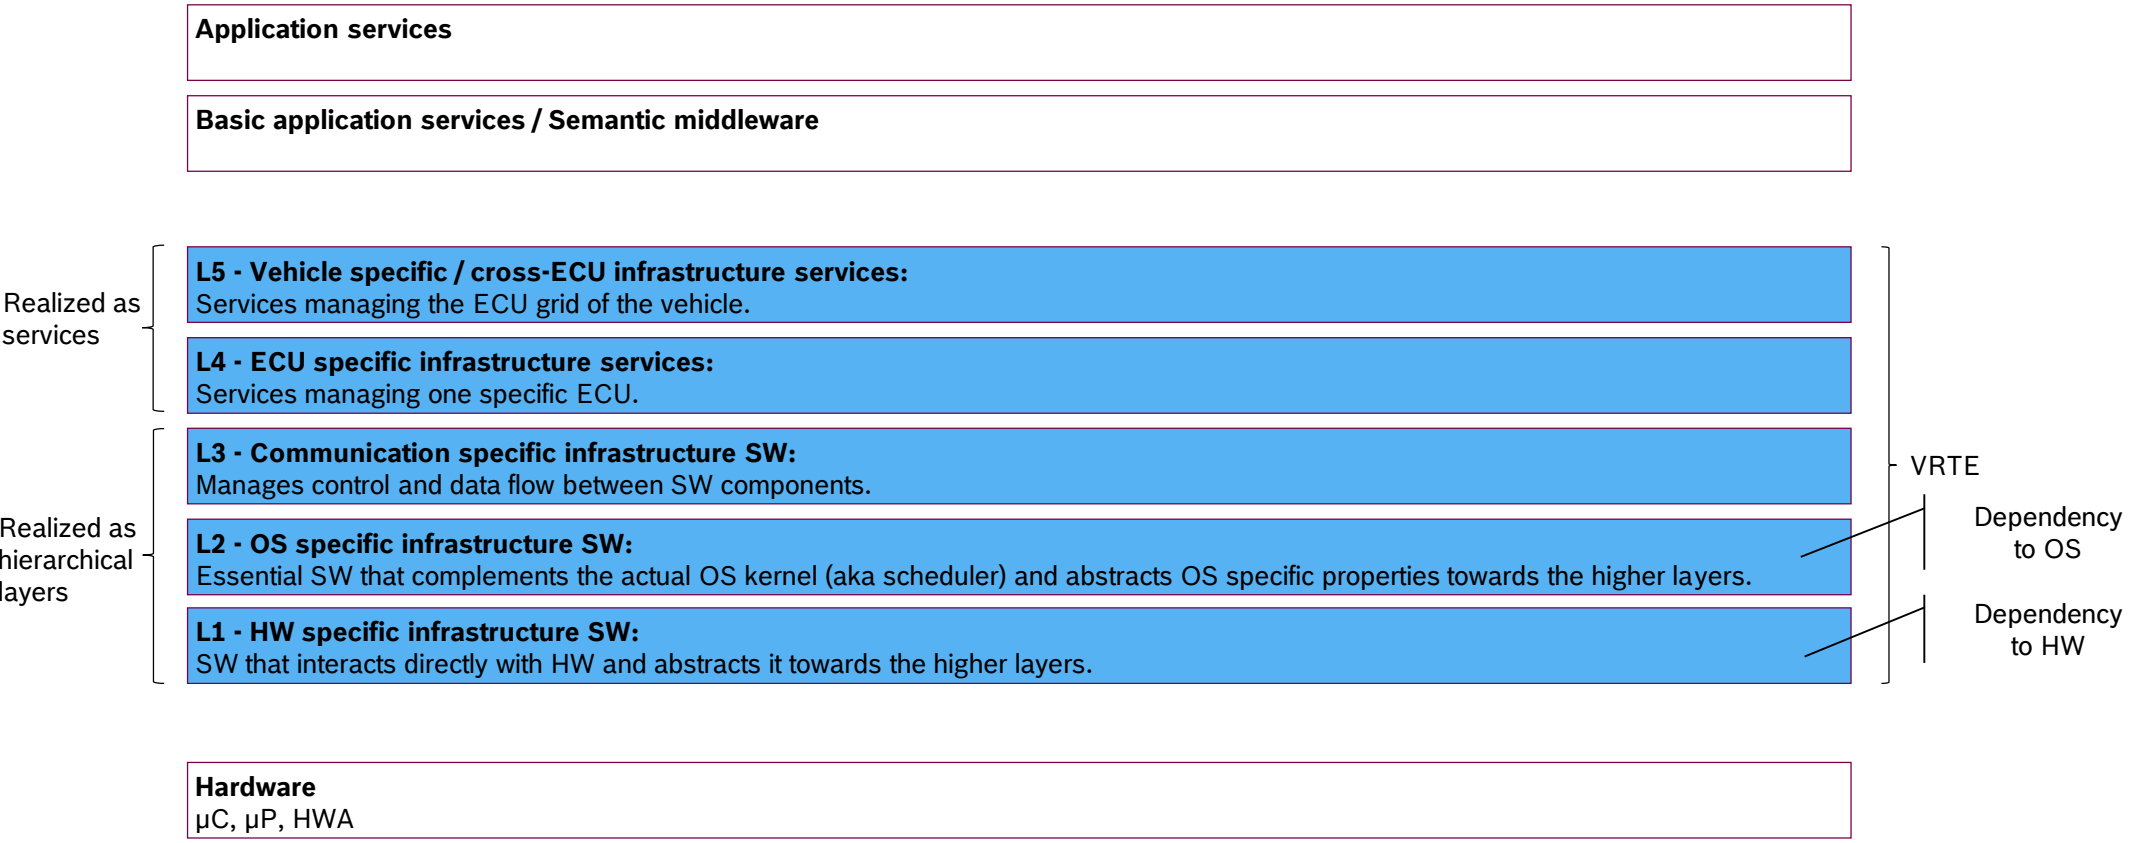 Application services
Basic application services / Semantic middleware
Realized as
services
L5 - Vehicle specific / cross-ECU infrastructure services:
Services managing the ECU grid of the vehicle.
L4 - ECU specific infrastructure services:
Services managing one specific ECU.
Realized as
hierarchical
layers
L3 - Communication specific infrastructure SW:
Manages control and data flow between SW components.
L2 - OS specific infrastructure SW:
Essential SW that complements the actual OS kernel (aka scheduler) and abstracts OS specific properties towards the higher layers.
L1 - HW specific infrastructure SW:
SW that interacts directly with HW and abstracts it towards the higher layers.
VRTE
Dependency
to OS
Dependency
to HW
Hardware
µC, µP, HWA